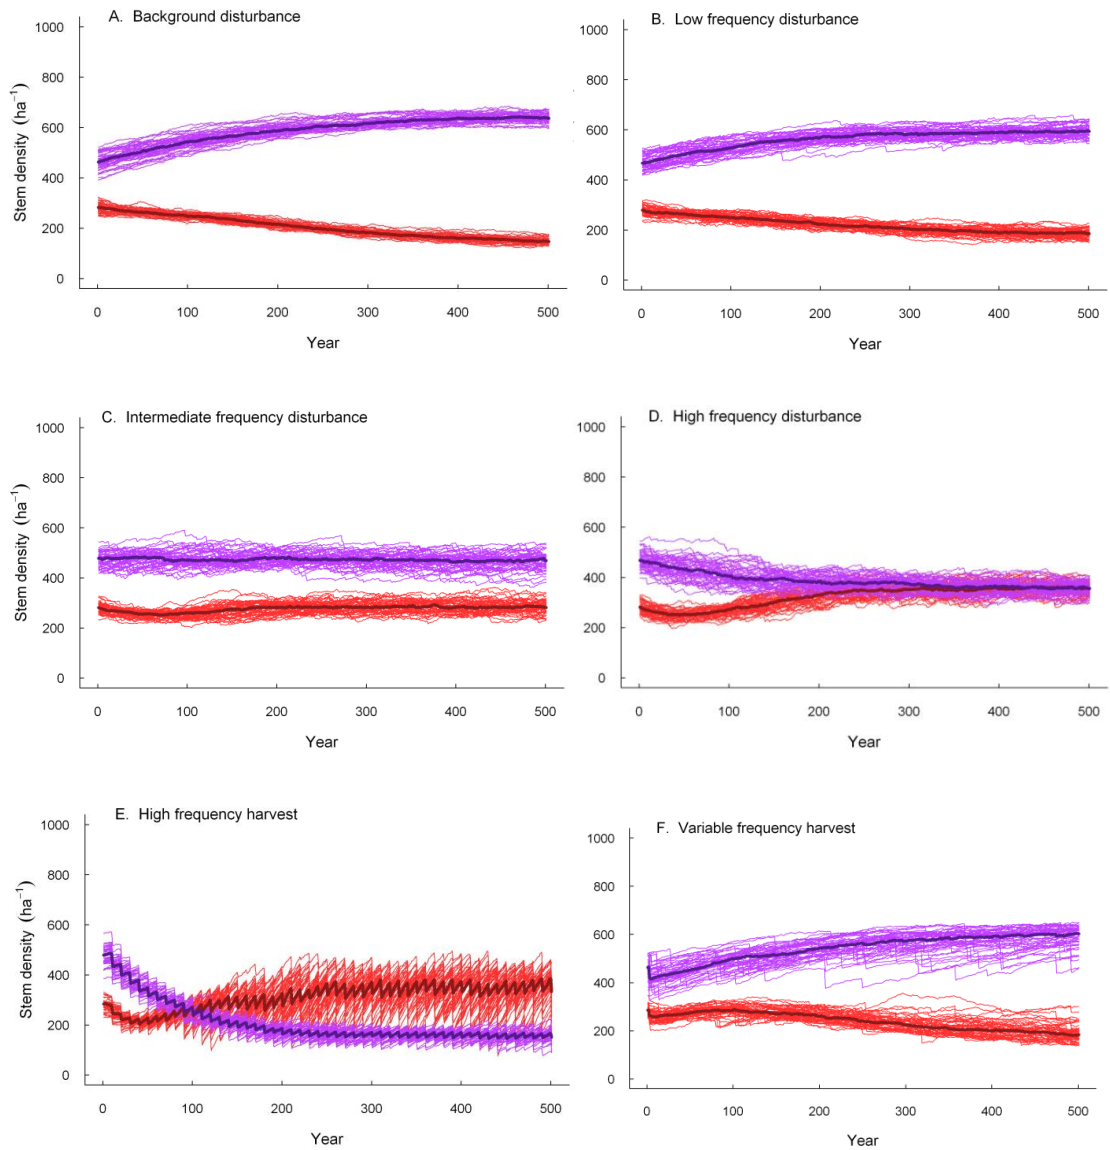 A. Background disturbance
1000
800
600
400
200
0
Stem density (ha⁻¹)
0 100 200 300 400 500
Year
B. Low frequency disturbance
1000
800
600
400
200
0
0 100 200 300 400 500
Year
C. Intermediate frequency disturbance
1000
800
600
400
200
0
Stem density (ha⁻¹)
0 100 200 300 400 500
Year
D. High frequency disturbance
1000
800
600
400
200
0
0 100 200 300 400 500
Year
E. High frequency harvest
1000
800
600
400
200
0
Stem density (ha⁻¹)
0 100 200 300 400 500
Year
F. Variable frequency harvest
1000
800
600
400
200
0
0 100 200 300 400 500
Year